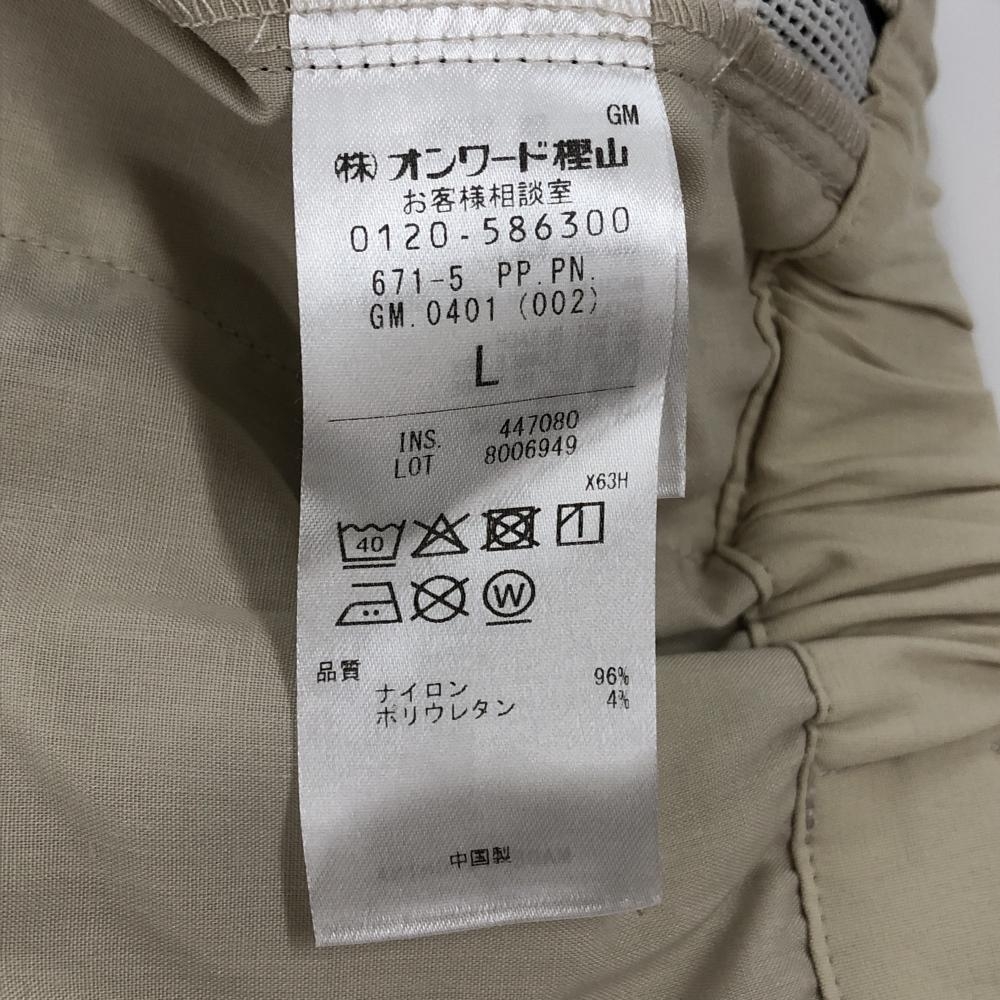 GM
㈱オンワード樫山
お客様相談室
0120-586300
671-5 PP.PN.
GM.0401 (002)
L
INS. 447080
LOT 8006949
X63H
40
W
品質
ナイロン 96%
ポリウレタン 4%
中国製